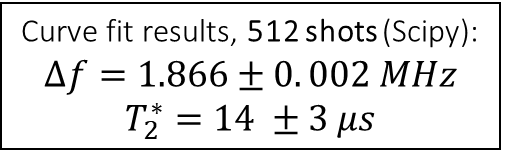 Curve fit results, 512 shots (Scipy):
Δf = 1.866 ± 0.002 MHz
T₂* = 14 ± 3 μs